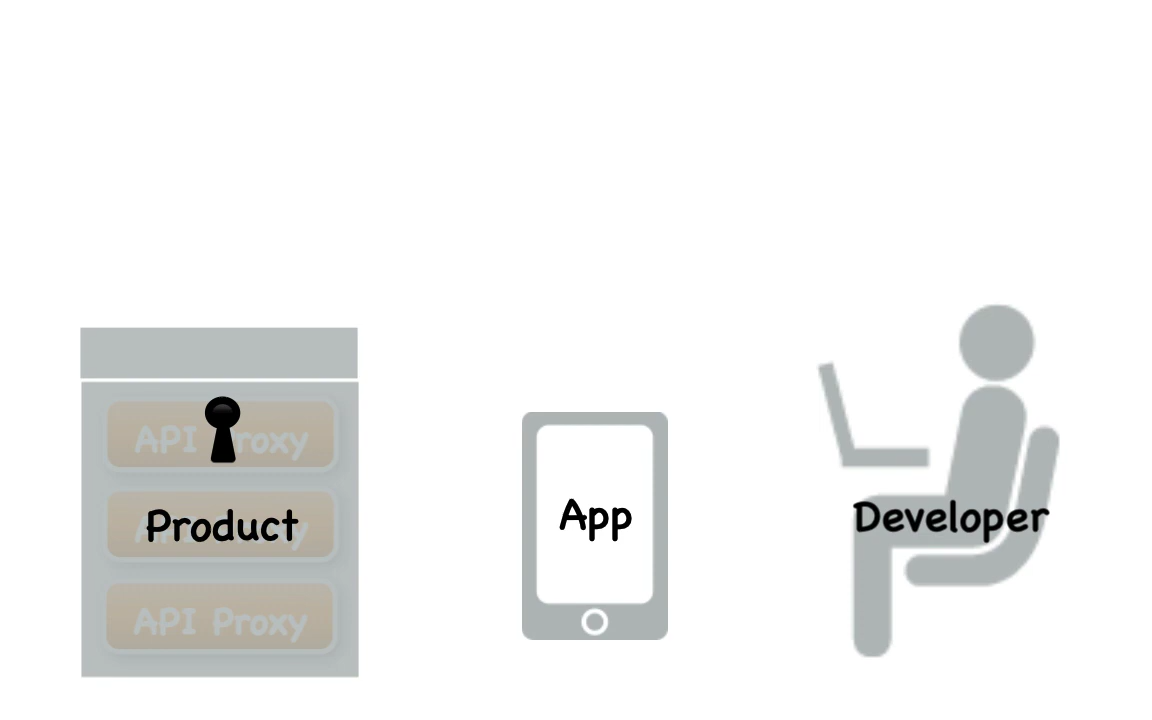 API Proxy
Product
API Proxy
App
Developer